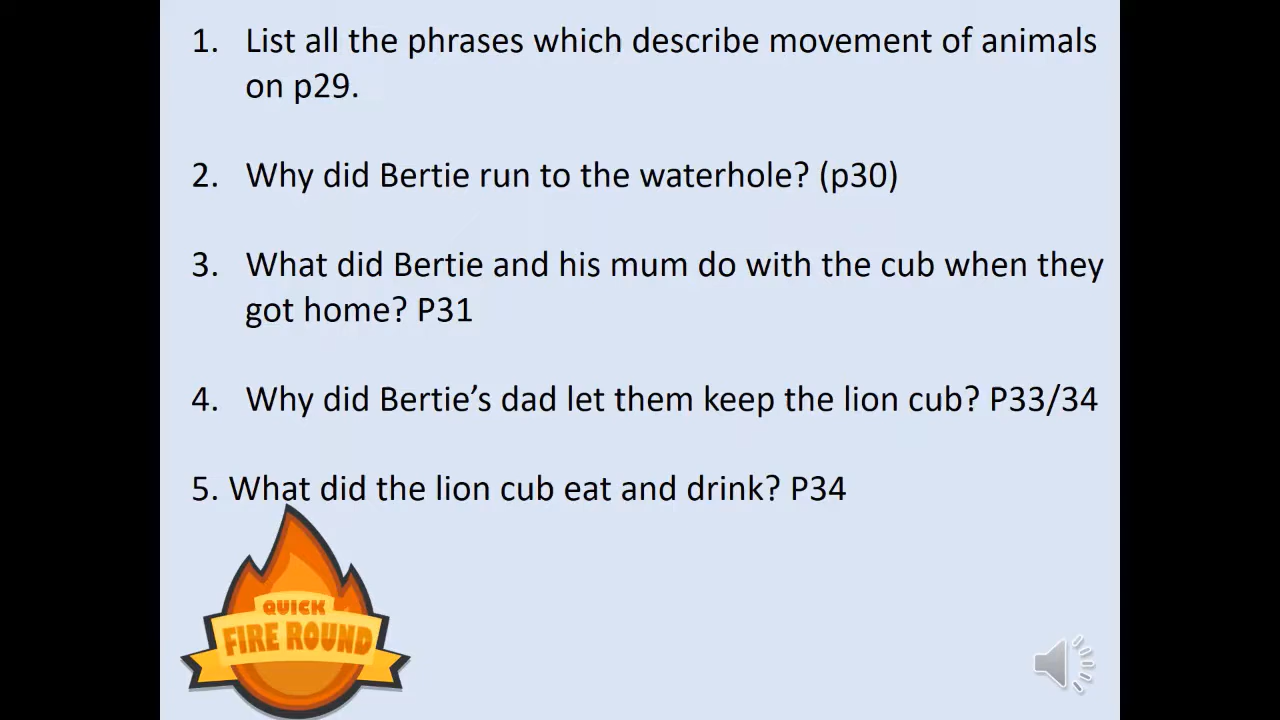 1. List all the phrases which describe movement of animals
on p29.
2. Why did Bertie run to the waterhole? (p30)
3. What did Bertie and his mum do with the cub when they
got home? P31
4. Why did Bertie’s dad let them keep the lion cub? P33/34
5. What did the lion cub eat and drink? P34
QUICK
FIRE ROUND